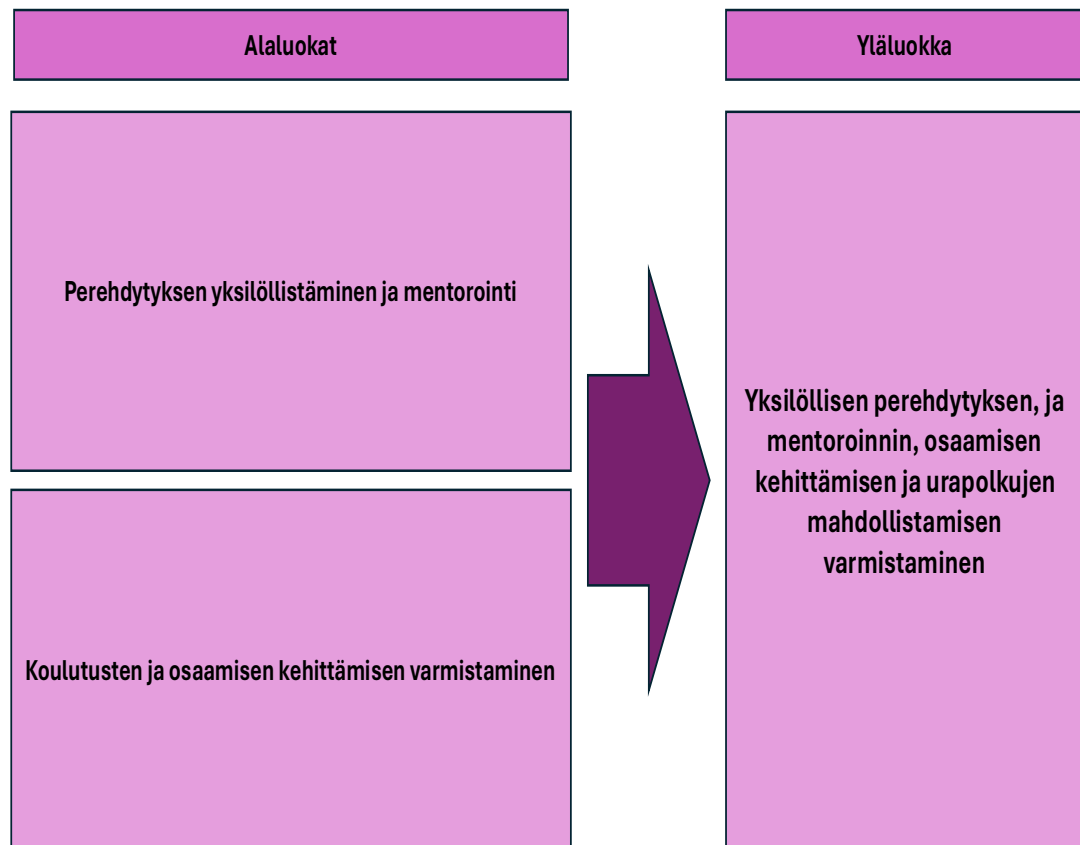 Alaluokat
Yläluokka
Perehdytyksen yksilöllistäminen ja mentorointi
Koulutusten ja osaamisen kehittämisen varmistaminen
Yksilöllisen perehdytyksen, ja
mentoroinnin, osaamisen
kehittämisen ja urapolkujen
mahdollistamisen
varmistaminen